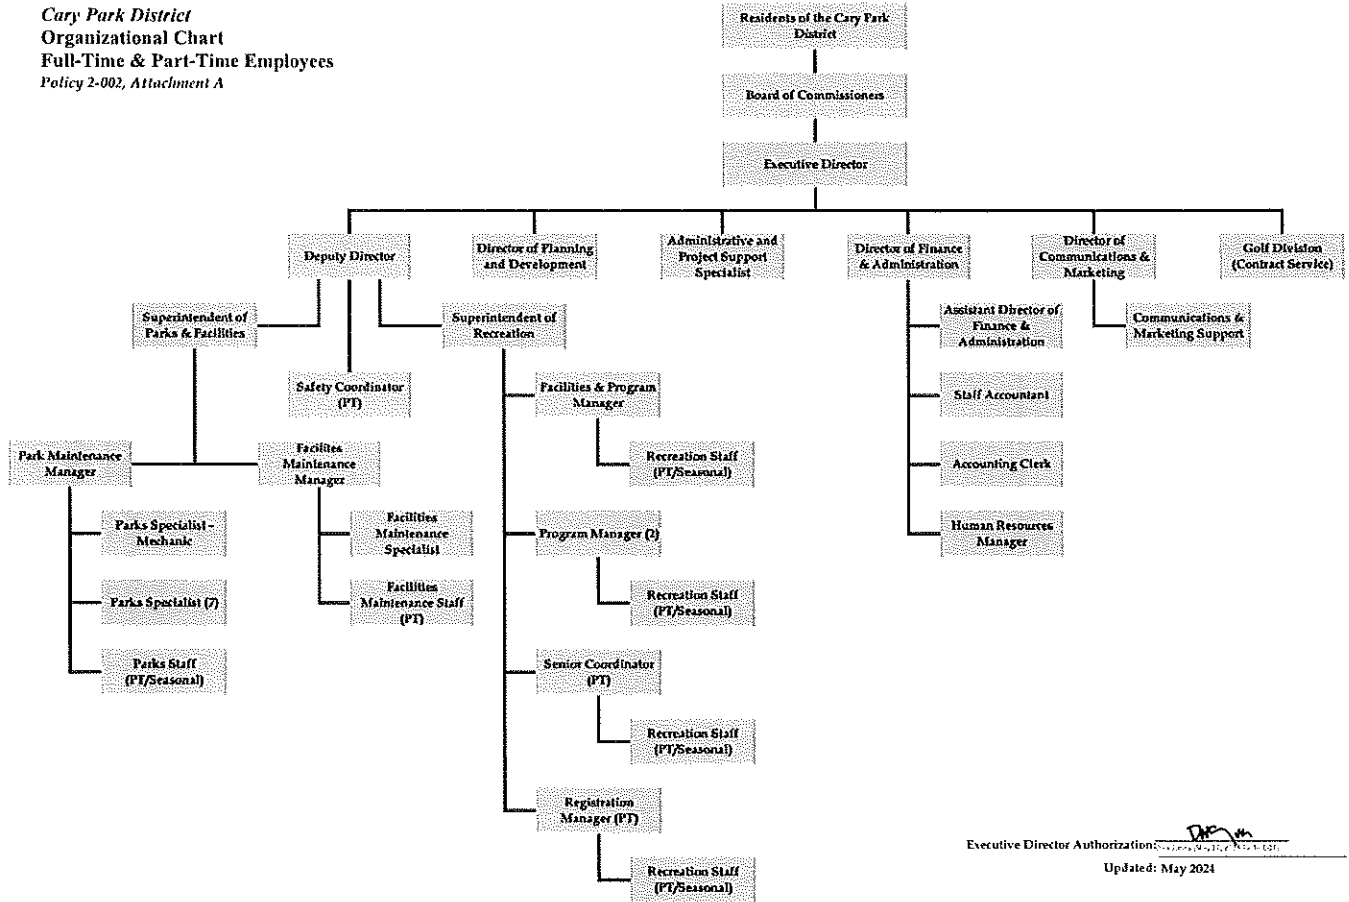 Cary Park District
Organizational Chart
Full-Time & Part-Time Employees
Policy 2-002, Attachment A
Residents of the Cary Park
District
Board of Commissioners
Executive Director
Deputy Director
Director of Planning
and Development
Administrative and
Project Support
Specialist
Director of Finance
& Administration
Director of
Communications &
Marketing
Golf Division
(Contract Service)
Superintendent of
Parks & Facilities
Superintendent of
Recreation
Assistant Director of
Finance &
Administration
Communications &
Marketing Support
Safety Coordinator
(PT)
Facilities & Program
Manager
Staff Accountant
Park Maintenance
Manager
Facilites
Maintenance
Manager
Recreation Staff
(PT/Seasonal)
Accounting Clerk
Parks Specialist -
Mechanic
Facilities
Maintenance
Specialist
Program Manager (2)
Human Resources
Manager
Parks Specialist (7)
Facilities
Maintenance Staff
(PT)
Recreation Staff
(PT/Seasonal)
Parks Staff
(PT/Seasonal)
Senior Coordinator
(PT)
Recreation Staff
(PT/Seasonal)
Registration
Manager (PT)
Recreation Staff
(PT/Seasonal)
Executive Director Authorization:
Updated: May 2024